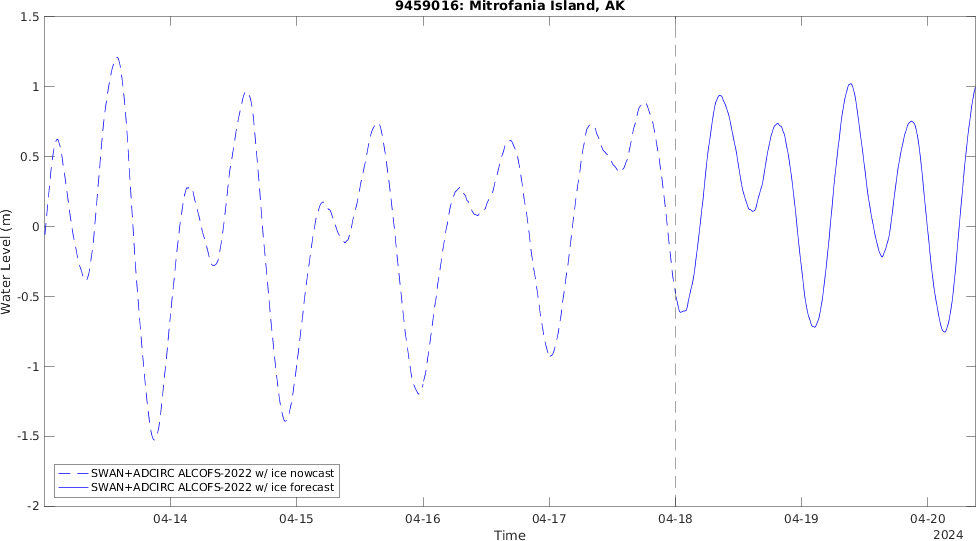 9459016: Mitrofania Island, AK
1.5
1
0.5
0
-0.5
-1
-1.5
-2
Water Level (m)
SWAN+ADCIRC ALCOFS-2022 w/ ice nowcast
SWAN+ADCIRC ALCOFS-2022 w/ ice forecast
04-14 04-15 04-16 04-17 04-18 04-19 04-20
Time
2024